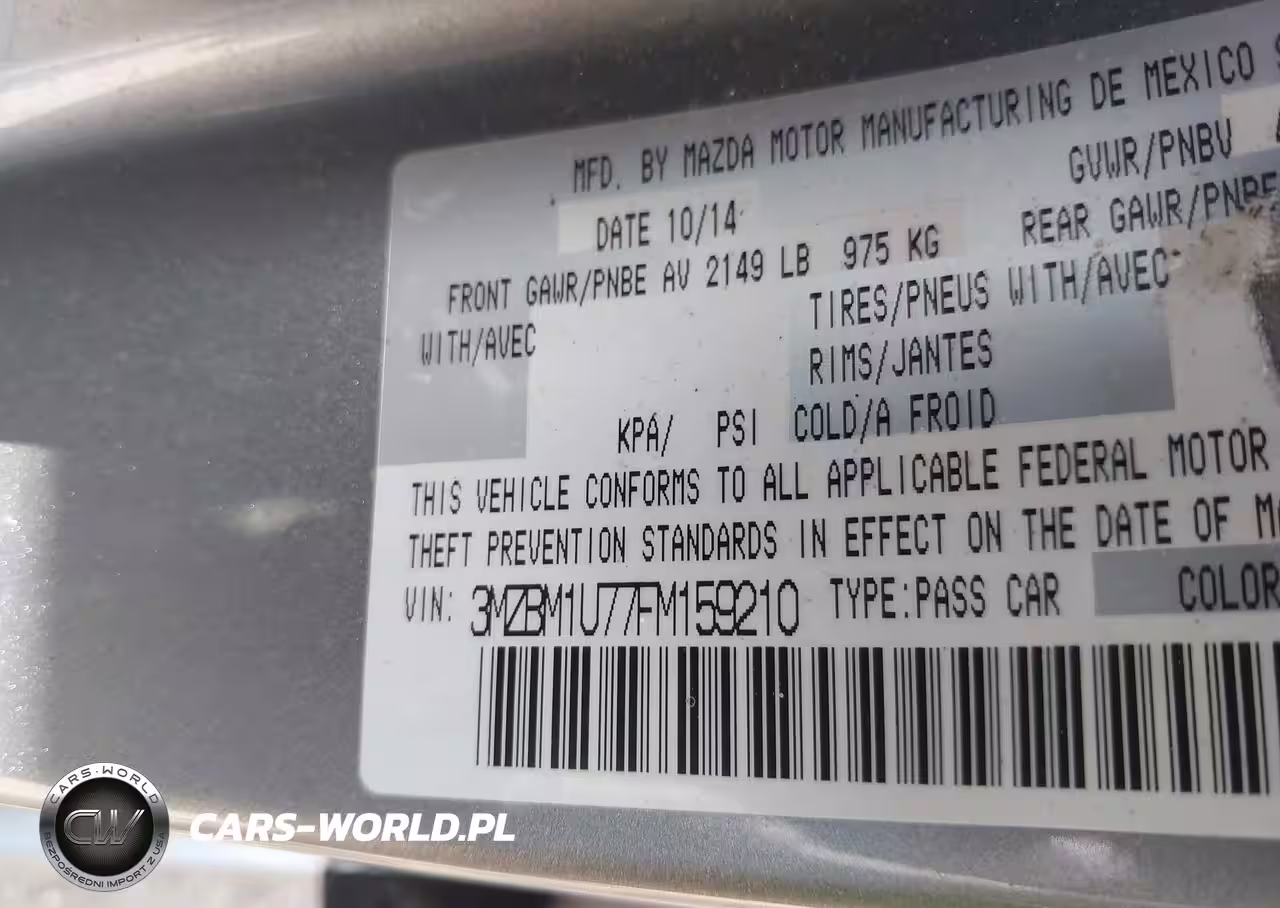 MFD. BY MAZDA MOTOR MANUFACTURING DE MEXICO
DATE 10/14
GVWR/PNBV
FRONT GAWR/PNBE AV 2149 LB 975 KG
REAR GAWR/PNBE
WITH/AVEC
TIRES/PNEUS WITH/AVEC
RIMS/JANTES
KPA/ PSI COLD/A FROID
THIS VEHICLE CONFORMS TO ALL APPLICABLE FEDERAL MOTOR
THEFT PREVENTION STANDARDS IN EFFECT ON THE DATE OF M
VIN: 3MZBM1U77FM159210 TYPE:PASS CAR COLOR
CARS-WORLD
CW
BEZPOŚREDNI IMPORT Z USA
CARS-WORLD.PL